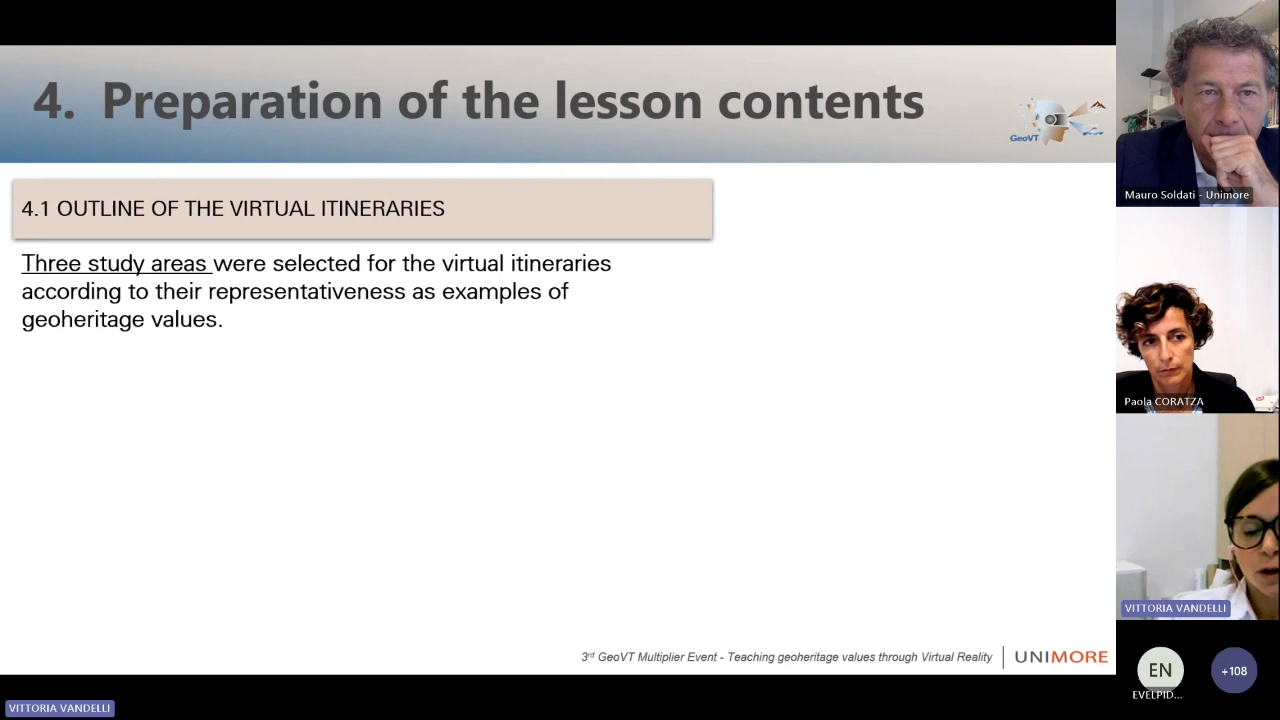 4. Preparation of the lesson contents
GeoVT
4.1 OUTLINE OF THE VIRTUAL ITINERARIES
Three study areas were selected for the virtual itineraries
according to their representativeness as examples of
geoheritage values.
3rd GeoVT Multiplier Event - Teaching geoheritage values through Virtual Reality
UNIMORE
Mauro Soldati - Unimore
Paola CORATZA
VITTORIA VANDELLI
EN
EVELPID...
+108
VITTORIA VANDELLI